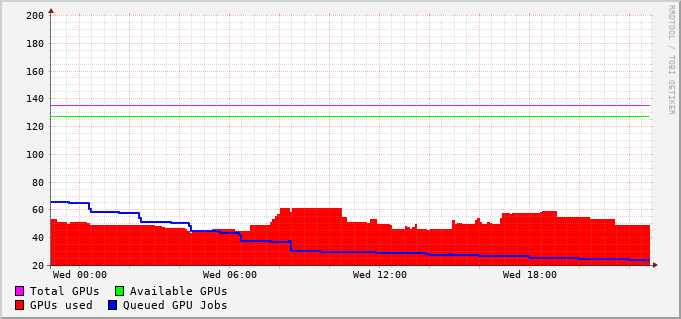 200
180
160
140
120
100
80
60
40
20
Wed 00:00 Wed 06:00 Wed 12:00 Wed 18:00
Total GPUs Available GPUs
GPUs used Queued GPU Jobs
RRDTOOL / TOBI OETIKER